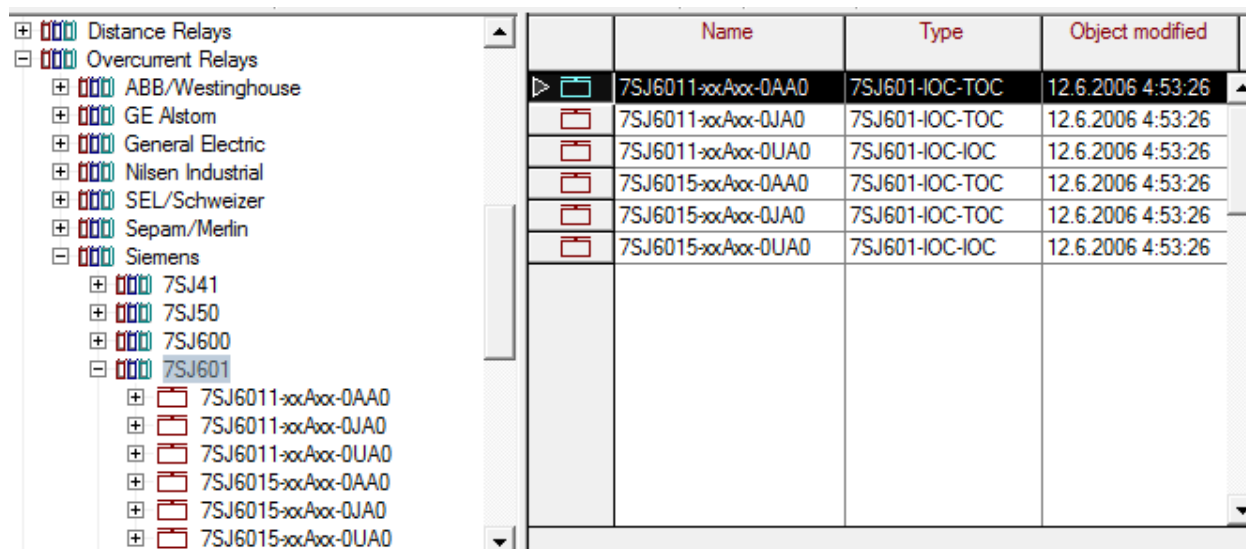 Distance Relays
Overcurrent Relays
ABB/Westinghouse
GE Alstom
General Electric
Nilsen Industrial
SEL/Schweizer
Sepam/Merlin
Siemens
7SJ41
7SJ50
7SJ600
7SJ601
7SJ6011-xxAxx-0AA0
7SJ6011-xxAxx-0JA0
7SJ6011-xxAxx-0UA0
7SJ6015-xxAxx-0AA0
7SJ6015-xxAxx-0JA0
7SJ6015-xxAxx-0UA0
Name Type Object modified
7SJ6011-xxAxx-0AA0 7SJ601-IOC-TOC 12.6.2006 4:53:26
7SJ6011-xxAxx-0JA0 7SJ601-IOC-TOC 12.6.2006 4:53:26
7SJ6011-xxAxx-0UA0 7SJ601-IOC-IOC 12.6.2006 4:53:26
7SJ6015-xxAxx-0AA0 7SJ601-IOC-TOC 12.6.2006 4:53:26
7SJ6015-xxAxx-0JA0 7SJ601-IOC-TOC 12.6.2006 4:53:26
7SJ6015-xxAxx-0UA0 7SJ601-IOC-IOC 12.6.2006 4:53:26